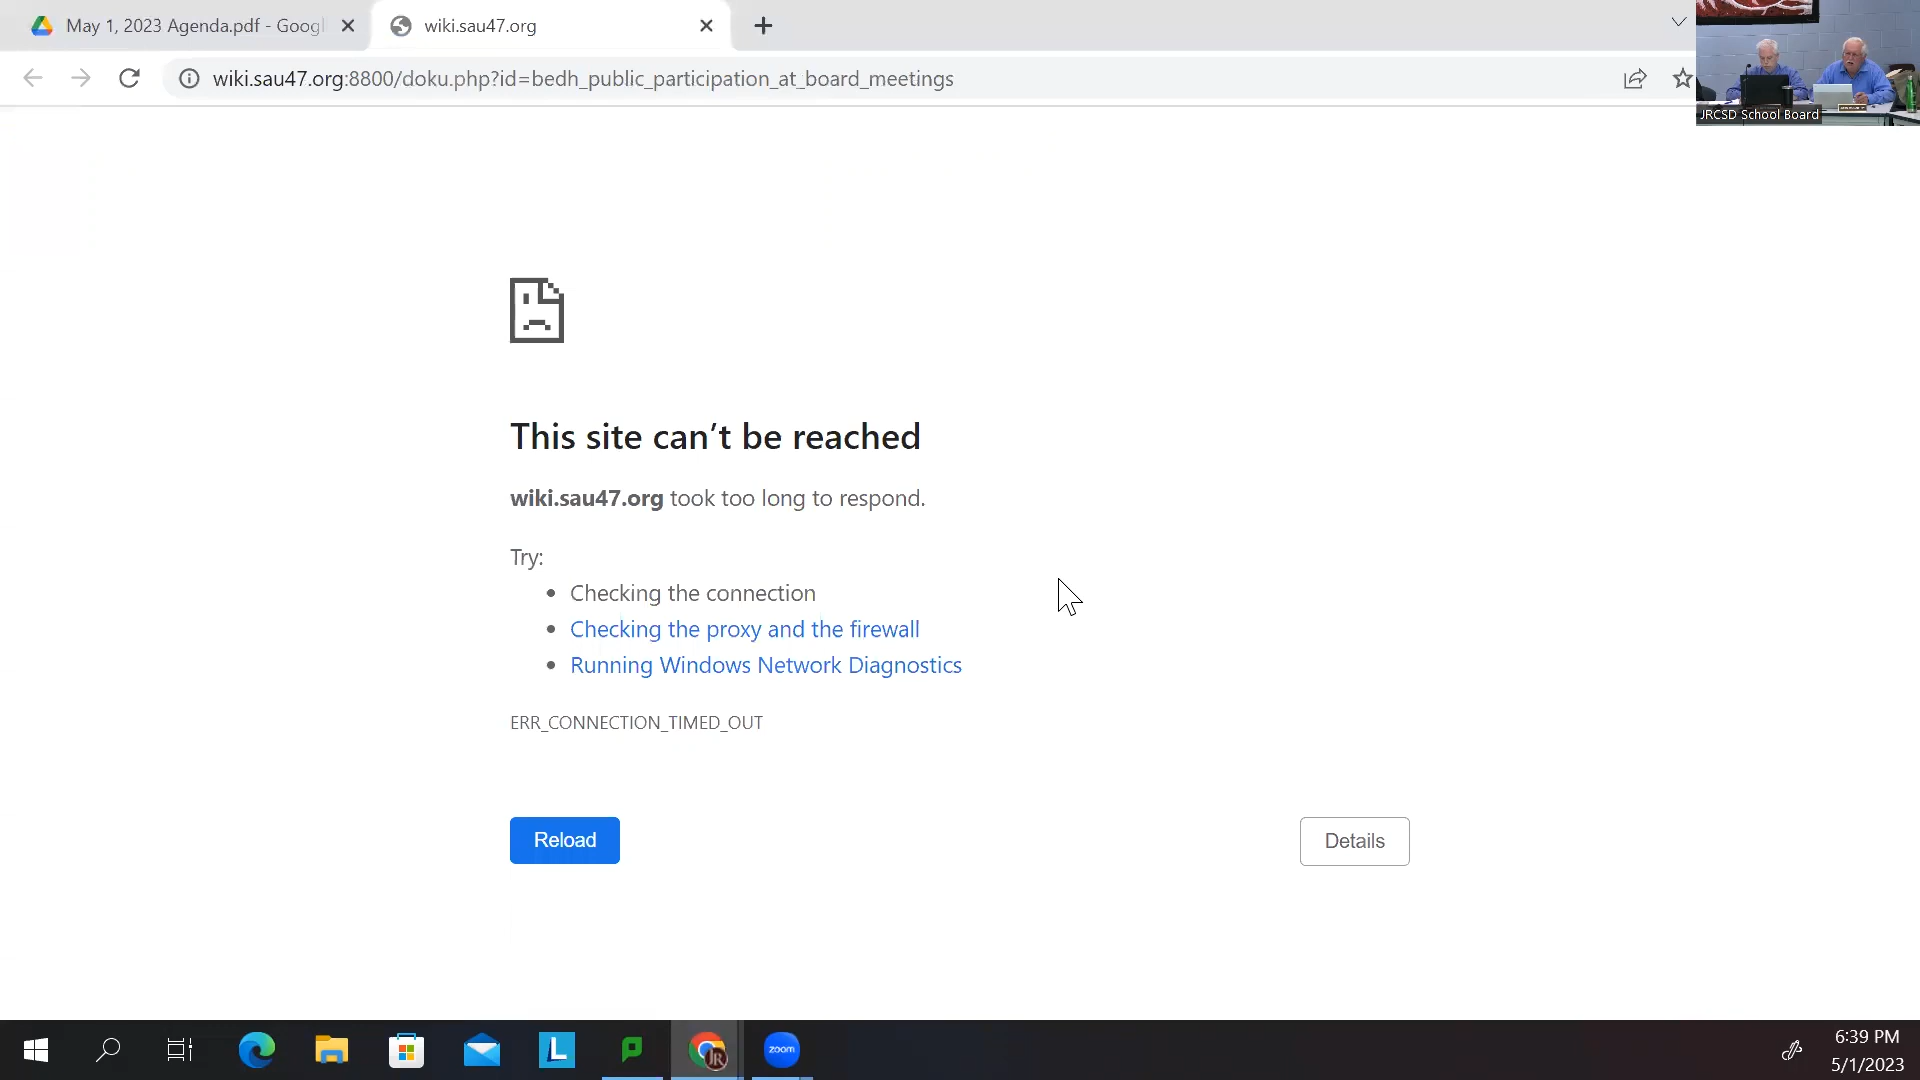 May 1, 2023 Agenda.pdf - Googl
wiki.sau47.org
wiki.sau47.org:8800/doku.php?id=bedh_public_participation_at_board_meetings
JRCSD School Board
This site can’t be reached
wiki.sau47.org took too long to respond.
Try:
Checking the connection
Checking the proxy and the firewall
Running Windows Network Diagnostics
ERR_CONNECTION_TIMED_OUT
Reload
Details
L
JR
zoom
6:39 PM
5/1/2023